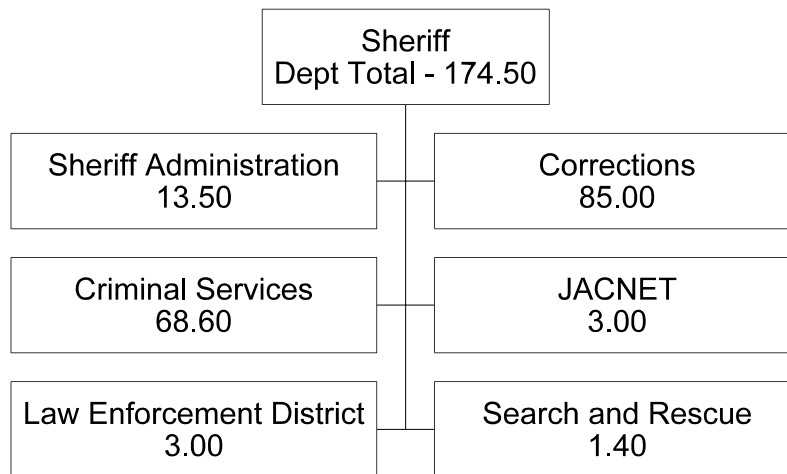 Sheriff
Dept Total - 174.50
Sheriff Administration
13.50
Corrections
85.00
Criminal Services
68.60
JACNET
3.00
Law Enforcement District
3.00
Search and Rescue
1.40